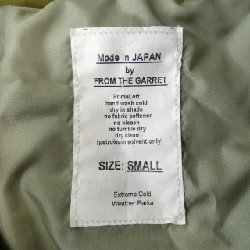 Made in JAPAN
by
FROM THE GARRET
PrimaLoft
hand wash cold
dry in shade
no fabric softener
no bleach
no tumble dry
dry clean
(petroleum solvent only)
SIZE: SMALL
Extreme Cold
Weather Parka